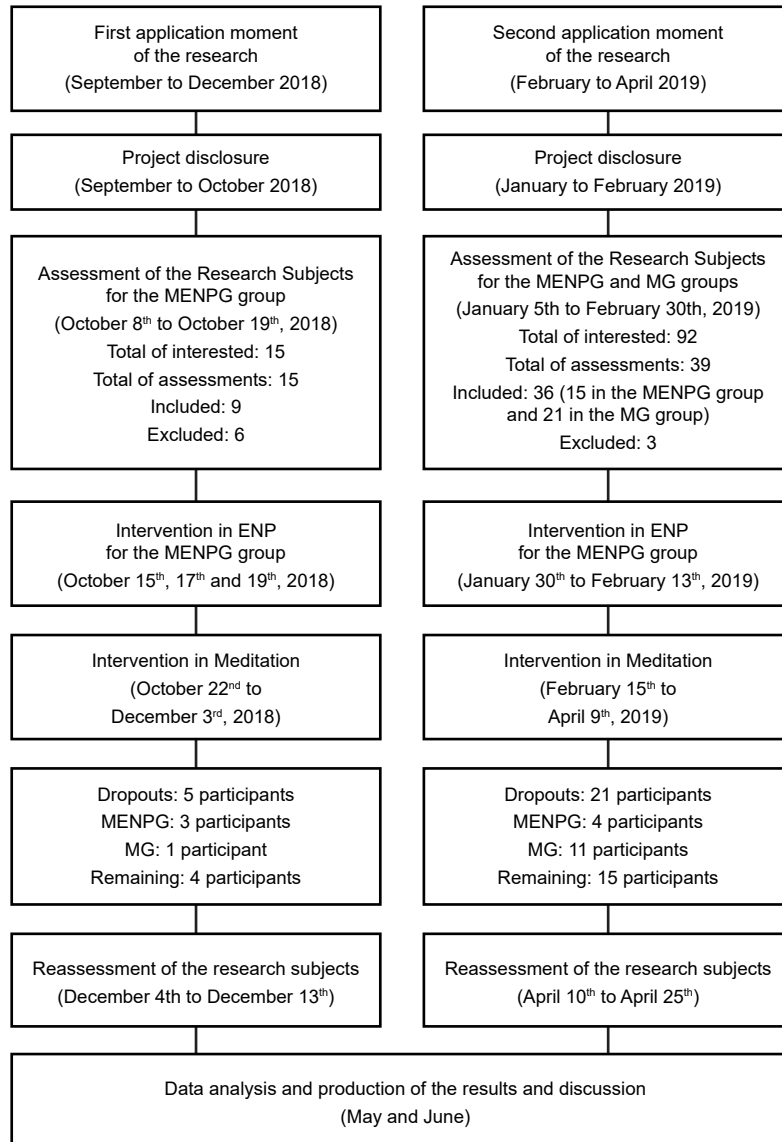 First application moment
of the research
(September to December 2018)
Project disclosure
(September to October 2018)
Assessment of the Research Subjects
for the MENPG group
(October 8th to October 19th, 2018)
Total of interested: 15
Total of assessments: 15
Included: 9
Excluded: 6
Intervention in ENP
for the MENPG group
(October 15th, 17th and 19th, 2018)
Intervention in Meditation
(October 22nd to
December 3rd, 2018)
Dropouts: 5 participants
MENPG: 3 participants
MG: 1 participant
Remaining: 4 participants
Reassessment of the research subjects
(December 4th to December 13th)
Second application moment
of the research
(February to April 2019)
Project disclosure
(January to February 2019)
Assessment of the Research Subjects
for the MENPG and MG groups
(January 5th to February 30th, 2019)
Total of interested: 92
Total of assessments: 39
Included: 36 (15 in the MENPG group
and 21 in the MG group)
Excluded: 3
Intervention in ENP
for the MENPG group
(January 30th to February 13th, 2019)
Intervention in Meditation
(February 15th to
April 9th, 2019)
Dropouts: 21 participants
MENPG: 4 participants
MG: 11 participants
Remaining: 15 participants
Reassessment of the research subjects
(April 10th to April 25th)
Data analysis and production of the results and discussion
(May and June)